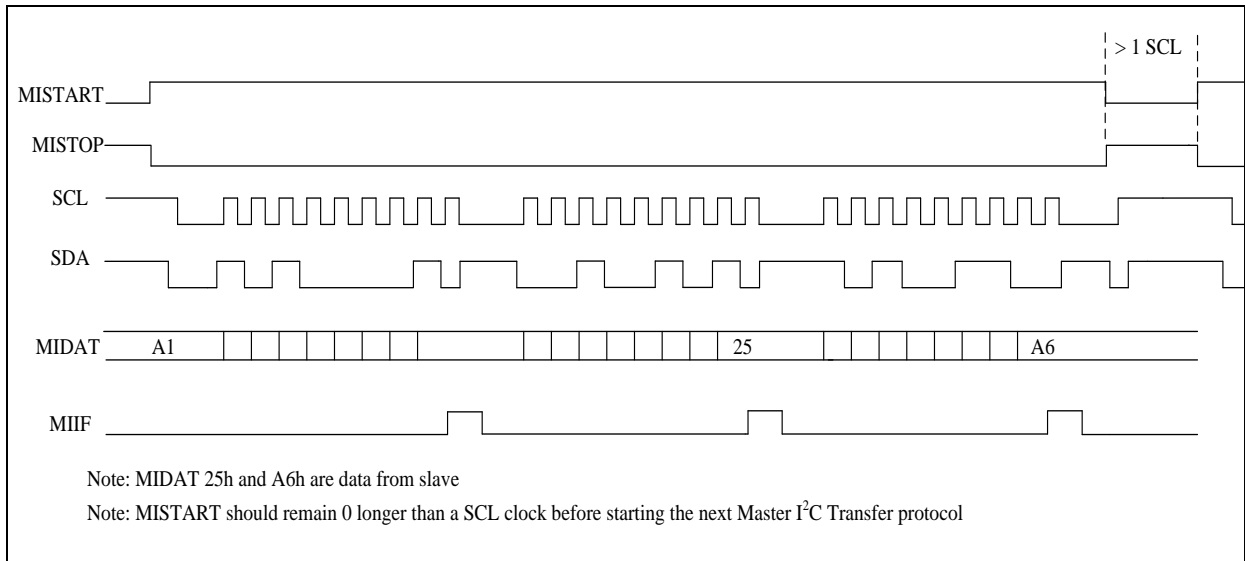 > 1 SCL
MISTART
MISTOP
SCL
SDA
MIDAT A1 25 A6
MIIF
Note: MIDAT 25h and A6h are data from slave
Note: MISTART should remain 0 longer than a SCL clock before starting the next Master I²C Transfer protocol